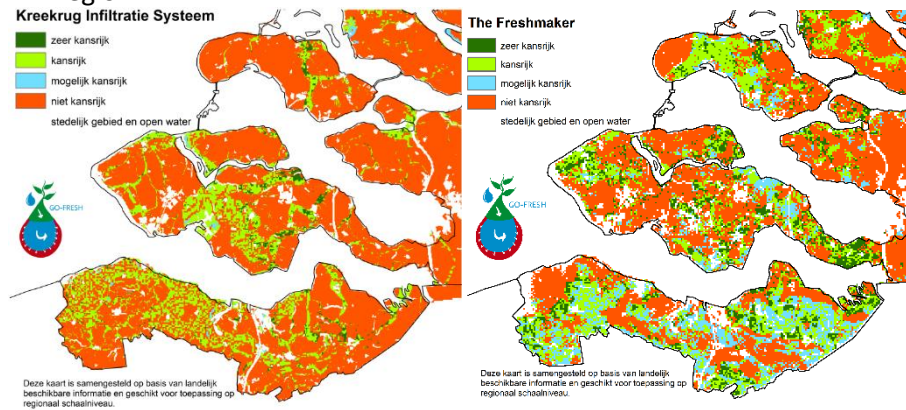 Kreekrug Infiltratie Systeem
zeer kansrijk
kansrijk
mogelijk kansrijk
niet kansrijk
stedelijk gebied en open water
GO-FRESH
Deze kaart is samengesteld op basis van landelijk
beschikbare informatie en geschikt voor toepassing op
regionaal schaalniveau.
The Freshmaker
zeer kansrijk
kansrijk
mogelijk kansrijk
niet kansrijk
stedelijk gebied en open water
GO-FRESH
Deze kaart is samengesteld op basis van landelijk
beschikbare informatie en geschikt voor toepassing op
regionaal schaalniveau.